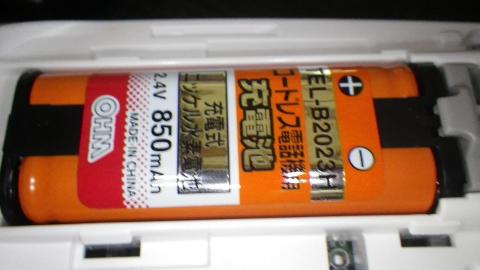 TEL-B2023H
コードレス電話機用
充電池
充電式
ニッケル水素電池
2.4V 850mAh
MADE IN CHINA
OHM